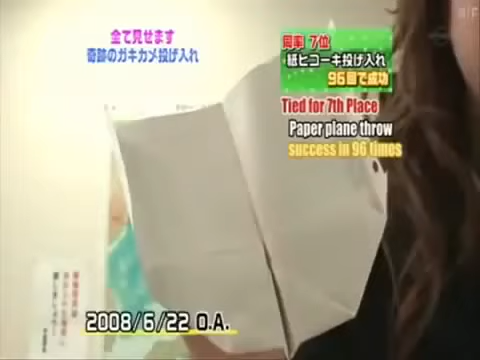 全て見せます
奇跡のガキカメ投げ入れ
同率 7位
紙ヒコーキ投げ入れ
96回で成功
Tied for 7th Place
Paper plane throw
success in 96 times
2008/6/22 O.A.